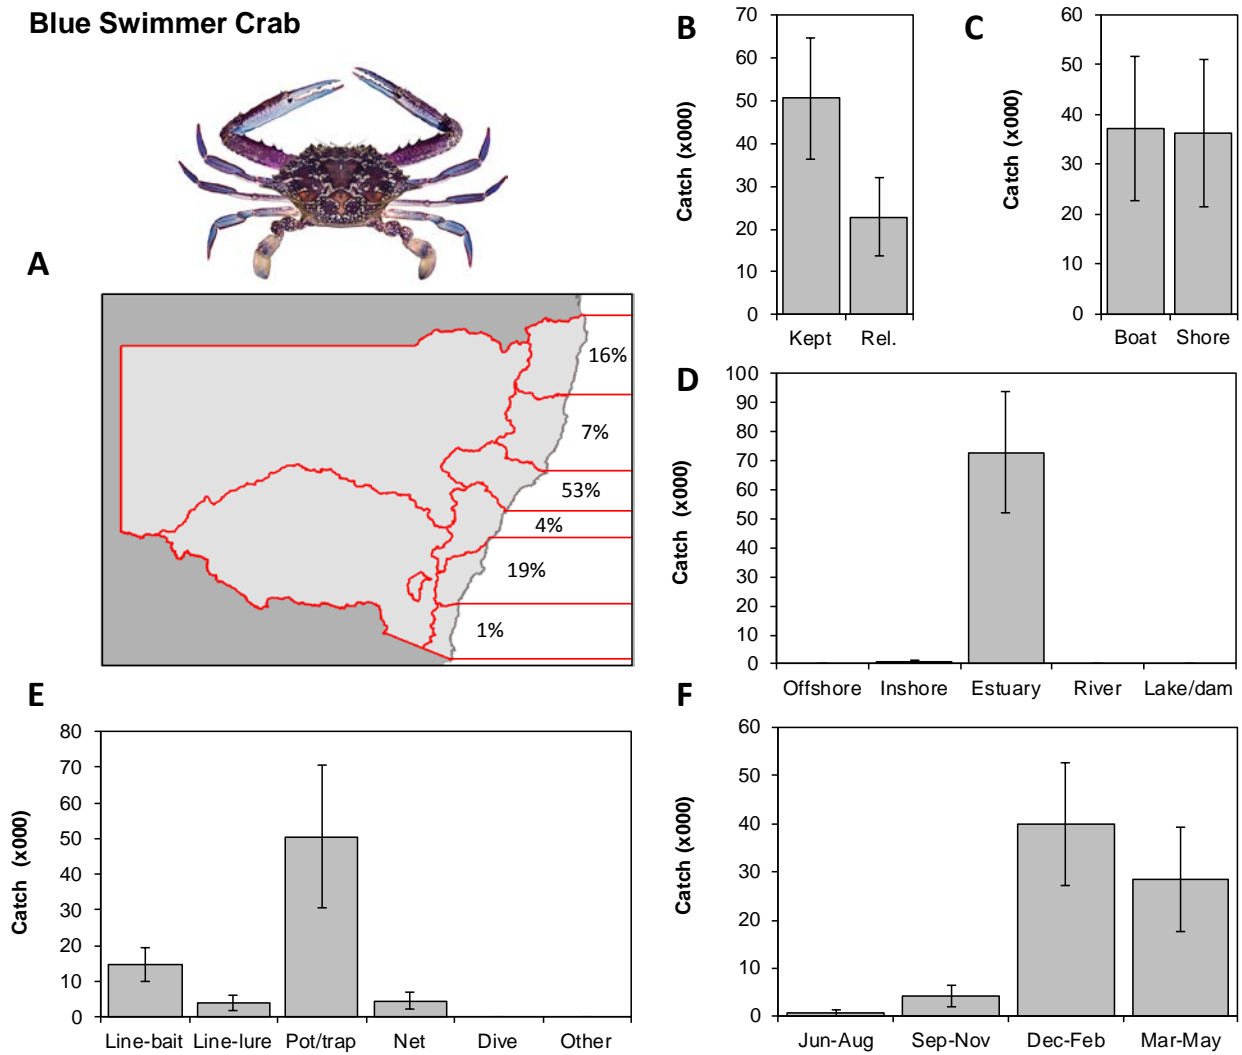 Blue Swimmer Crab
A
16%
7%
53%
4%
19%
1%
B
Catch (x000)
70
60
50
40
30
20
10
0
Kept Rel.
C
Catch (x000)
60
50
40
30
20
10
0
Boat Shore
D
Catch (x000)
100
90
80
70
60
50
40
30
20
10
0
Offshore Inshore Estuary River Lake/dam
E
Catch (x000)
80
70
60
50
40
30
20
10
0
Line-bait Line-lure Pot/trap Net Dive Other
F
Catch (x000)
60
50
40
30
20
10
0
Jun-Aug Sep-Nov Dec-Feb Mar-May